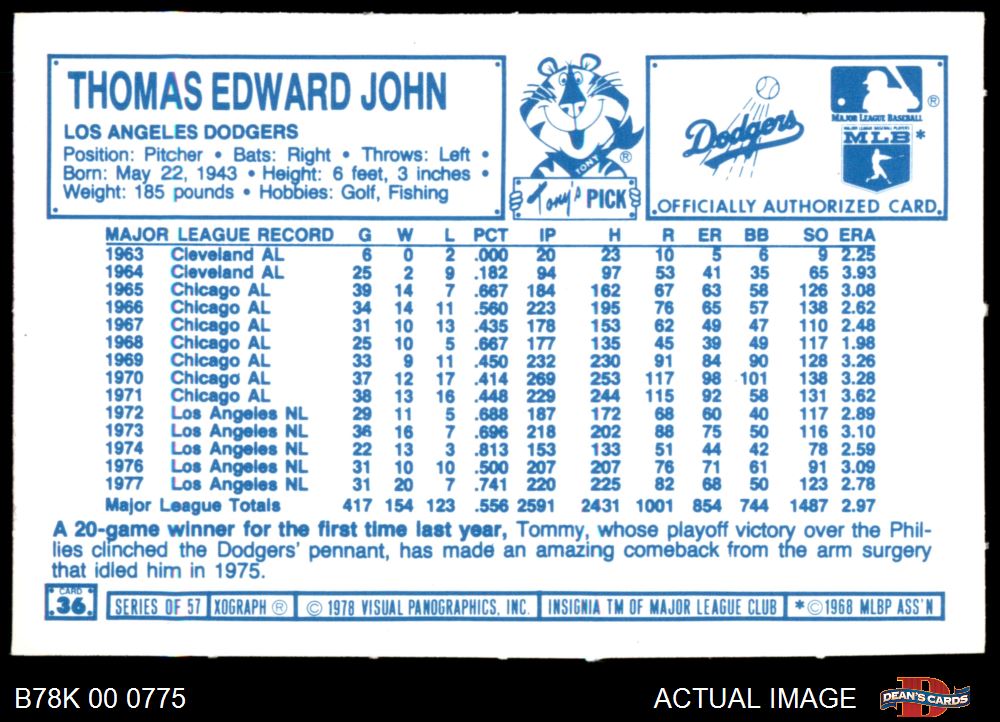 THOMAS EDWARD JOHN
LOS ANGELES DODGERS
Position: Pitcher • Bats: Right • Throws: Left •
Born: May 22, 1943 • Height: 6 feet, 3 inches •
Weight: 185 pounds • Hobbies: Golf, Fishing
TONY ®
Tony's PICK
Dodgers
® MAJOR LEAGUE BASEBALL
MAJOR LEAGUE BASEBALL PLAYERS
MLB *
OFFICIALLY AUTHORIZED CARD
MAJOR LEAGUE RECORD G W L PCT IP H R ER BB SO ERA
1963 Cleveland AL 6 0 2 .000 20 23 10 5 6 9 2.25
1964 Cleveland AL 25 2 9 .182 94 97 53 41 35 65 3.93
1965 Chicago AL 39 14 7 .667 184 162 67 63 58 126 3.08
1966 Chicago AL 34 14 11 .560 223 195 76 65 57 138 2.62
1967 Chicago AL 31 10 13 .435 178 153 62 49 47 110 2.48
1968 Chicago AL 25 10 5 .667 177 135 45 39 49 117 1.98
1969 Chicago AL 33 9 11 .450 232 230 91 84 90 128 3.26
1970 Chicago AL 37 12 17 .414 269 253 117 98 101 138 3.28
1971 Chicago AL 38 13 16 .448 229 244 115 92 58 131 3.62
1972 Los Angeles NL 29 11 5 .688 187 172 68 60 40 117 2.89
1973 Los Angeles NL 36 16 7 .696 218 202 88 75 50 116 3.10
1974 Los Angeles NL 22 13 3 .813 153 133 51 44 42 78 2.59
1976 Los Angeles NL 31 10 10 .500 207 207 76 71 61 91 3.09
1977 Los Angeles NL 31 20 7 .741 220 225 82 68 50 123 2.78
Major League Totals 417 154 123 .556 2591 2431 1001 854 744 1487 2.97
A 20-game winner for the first time last year, Tommy, whose playoff victory over the Phil-
lies clinched the Dodgers' pennant, has made an amazing comeback from the arm surgery
that idled him in 1975.
CARD
36
SERIES OF 57 XOGRAPH ® © 1978 VISUAL PANOGRAPHICS, INC. INSIGNIA TM OF MAJOR LEAGUE CLUB *©1968 MLBP ASS'N
B78K 00 0775 ACTUAL IMAGE DEAN'S CARDS